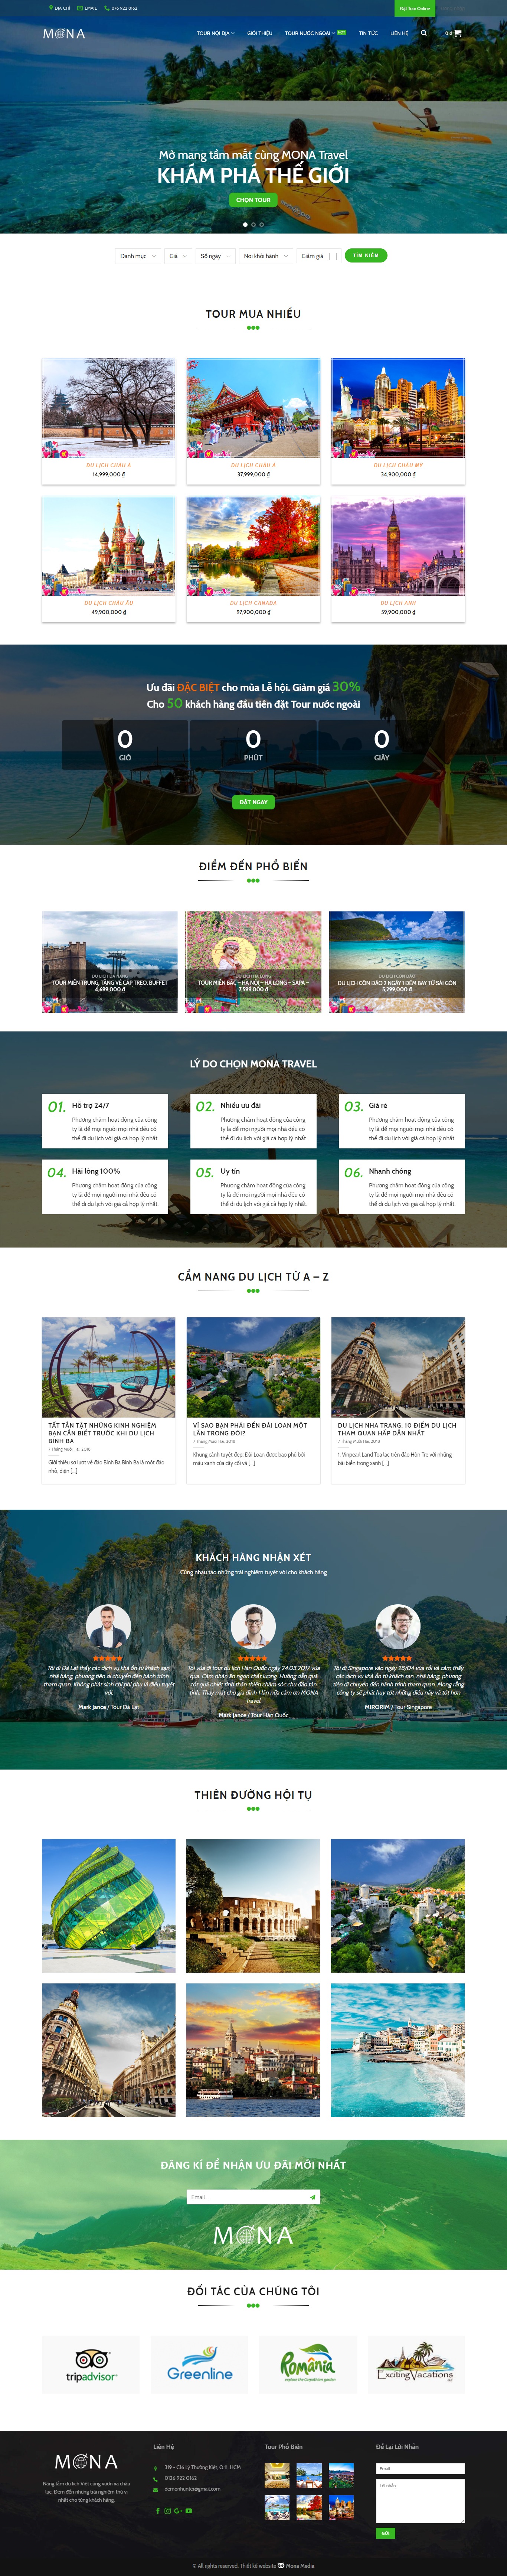 ĐỊA CHỈ
EMAIL
076 922 0162
Đặt Tour Online
MONA
TOUR NỘI ĐỊA
GIỚI THIỆU
TOUR NƯỚC NGOÀI
HOT
TIN TỨC
LIÊN HỆ
0 ₫
Mở mang tầm mắt cùng MONA Travel
KHÁM PHÁ THẾ GIỚI
CHỌN TOUR
Danh mục
Giá
Số ngày
Nơi khởi hành
Giảm giá
TÌM KIẾM
TOUR MUA NHIỀU
DU LỊCH CHÂU Á
14,999,000 ₫
DU LỊCH CHÂU Á
37,999,000 ₫
DU LỊCH CHÂU MỸ
34,900,000 ₫
DU LỊCH CHÂU ÂU
49,900,000 ₫
DU LỊCH CANADA
97,900,000 ₫
DU LỊCH ANH
59,900,000 ₫
Ưu đãi ĐẶC BIỆT cho mùa Lễ hội. Giảm giá 30%
Cho 50 khách hàng đầu tiên đặt Tour nước ngoài
0
GIỜ
0
PHÚT
0
GIÂY
ĐẶT NGAY
ĐIỂM ĐẾN PHỔ BIẾN
DU LỊCH ĐÀ NẴNG
TOUR MIỀN TRUNG, TẶNG VÉ CÁP TREO, BUFFET
4,699,000 ₫
DU LỊCH HẠ LONG
TOUR MIỀN BẮC – HÀ NỘI – HẠ LONG – SAPA –
7,599,000 ₫
DU LỊCH CÔN ĐẢO
DU LỊCH CÔN ĐẢO 2 NGÀY 1 ĐÊM BAY TỪ SÀI GÒN
5,299,000 ₫
LÝ DO CHỌN MONA TRAVEL
01.
Hỗ trợ 24/7
Phương châm hoạt động của công
ty là để mọi người mọi nhà đều có
thể đi du lịch với giá cả hợp lý nhất
02.
Nhiều ưu đãi
Phương châm hoạt động của công
ty là để mọi người mọi nhà đều có
thể đi du lịch với giá cả hợp lý nhất.
03.
Giá rẻ
Phương châm hoạt động của công
ty là để mọi người mọi nhà đều có
thể đi du lịch với giá cả hợp lý nhất.
04.
Hài lòng 100%
Phương châm hoạt động của công
ty là để mọi người mọi nhà đều có
thể đi du lịch với giá cả hợp lý nhất.
05.
Uy tín
Phương châm hoạt động của công
ty là để mọi người mọi nhà đều có
thể đi du lịch với giá cả hợp lý nhất.
06.
Nhanh chóng
Phương châm hoạt động của công
ty là để mọi người mọi nhà đều có
thể đi du lịch với giá cả hợp lý nhất.
CẨM NANG DU LỊCH TỪ A – Z
TẤT TẦN TẬT NHỮNG KINH NGHIỆM
BẠN CẦN BIẾT TRƯỚC KHI DU LỊCH
BÌNH BA
7 Tháng Mười Hai, 2018
Giới thiệu sơ lượt về đảo Bình Ba Bình Ba là một đảo
nhỏ, diện [...]
VÌ SAO BẠN PHẢI ĐẾN ĐÀI LOAN MỘT
LẦN TRONG ĐỜI?
7 Tháng Mười Hai, 2018
Khung cảnh tuyệt đẹp. Đài Loan được bao phủ bởi
màu xanh của cây cối và [...]
DU LỊCH NHA TRANG: 10 ĐIỂM DU LỊCH
THAM QUAN HẤP DẪN NHẤT
7 Tháng Mười Hai, 2018
1. Vinpearl Land Tọa lạc trên đảo Hòn Tre với những
bãi biển trong xanh [...]
KHÁCH HÀNG NHẬN XÉT
Cùng nhau tạo những trải nghiệm tuyệt vời cho khách hàng
Tôi đi Đà Lạt thấy các dịch vụ khá ổn từ khách sạn,
nhà hàng, phương tiện di chuyển đến hành trình
tham quan. Không phát sinh chi phí phụ là điều tuyệt
vời
Mark Jance / Tour Đà Lạt
Tôi vừa đi tour du lịch Hàn Quốc ngày 24.03.2017 vừa
qua. Cảm nhận ăn ngon chất lượng. Hướng dẫn quá
tốt quá nhiệt tình thân thiện chăm sóc chu đáo tận
tình. Thay mặt cho gia đình 1 lần nữa cảm ơn MONA
Travel.
Mark Jance / Tour Hàn Quốc
Tôi đi Singapore vào ngày 28/04 vừa rồi và cảm thấy
các dịch vụ khá ổn từ khách sạn, nhà hàng, phương
tiện di chuyển đến hành trình tham quan. Mong rằng
công ty sẽ phát huy tốt những điều này và tốt hơn
MIRORIM / Tour Singapore
THIÊN ĐƯỜNG HỘI TỤ
ĐĂNG KÍ ĐỂ NHẬN ƯU ĐÃI MỚI NHẤT
Email ...
MONA
ĐỐI TÁC CỦA CHÚNG TÔI
tripadvisor®
Greenline
România
explore the Carpathian garden
Exciting Vacations
MONA
Nâng tầm du lịch Việt cùng vươn xa châu
lục. Đem đến những trải nghiệm thú vị
nhất cho từng khách hàng.
Liên Hệ
319 - C16 Lý Thường Kiệt, Q.11, HCM
0126 922 0162
demonhunter@gmail.com
Tour Phổ Biến
Để Lại Lời Nhắn
Email
Lời nhắn
GỬI
© All rights reserved. Thiết kế website Mona Media